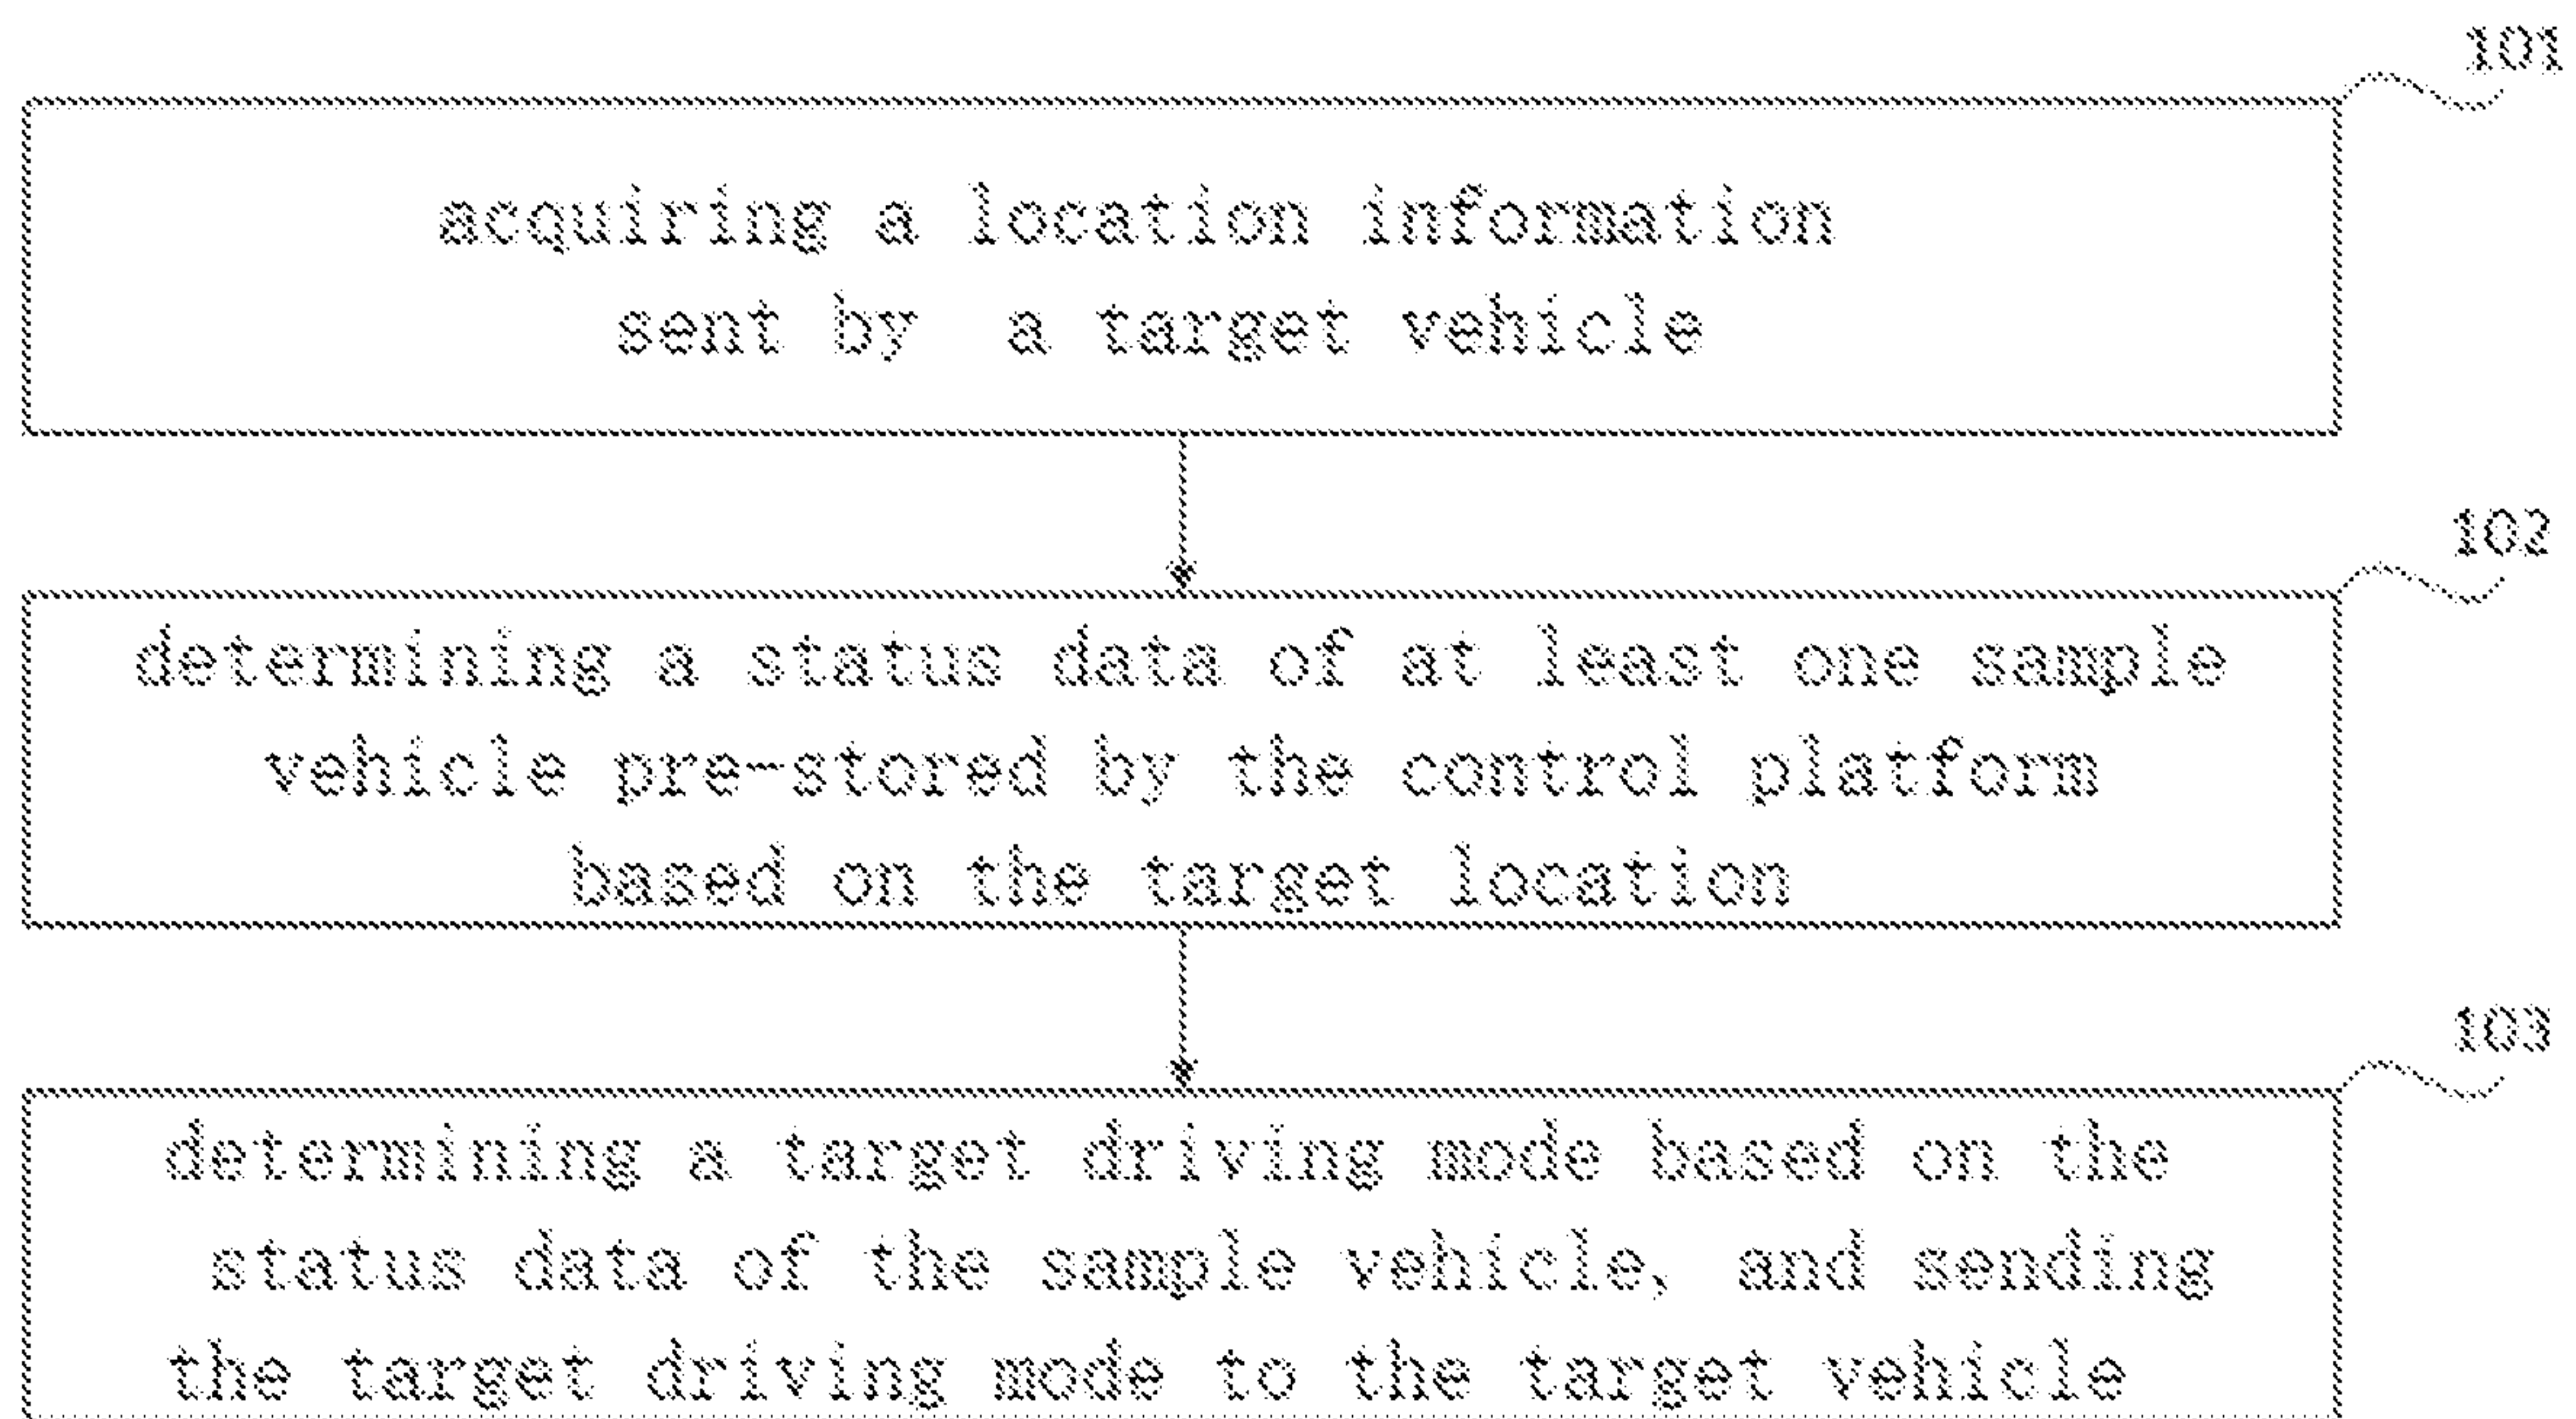 101
acquiring a location information
sent by a target vehicle
102
determining a status data of at least one sample
vehicle pre-stored by the control platform
based on the target location
103
determining a target driving mode based on the
status data of the sample vehicle, and sending
the target driving mode to the target vehicle